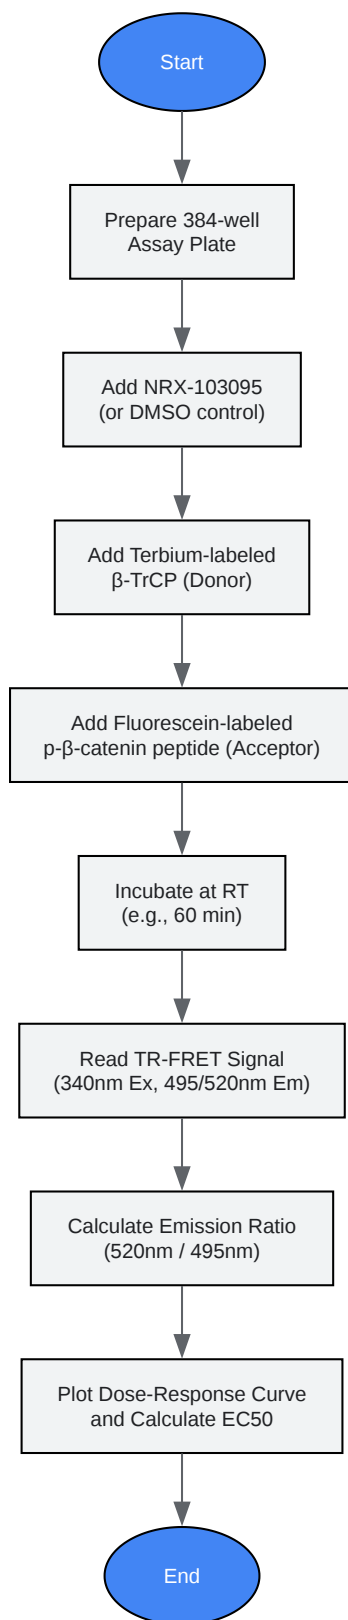 Start
Prepare 384-well
Assay Plate
Add NRX-103095
(or DMSO control)
Add Terbium-labeled
β-TrCP (Donor)
Add Fluorescein-labeled
p-β-catenin peptide (Acceptor)
Incubate at RT
(e.g., 60 min)
Read TR-FRET Signal
(340nm Ex, 495/520nm Em)
Calculate Emission Ratio
(520nm / 495nm)
Plot Dose-Response Curve
and Calculate EC50
End